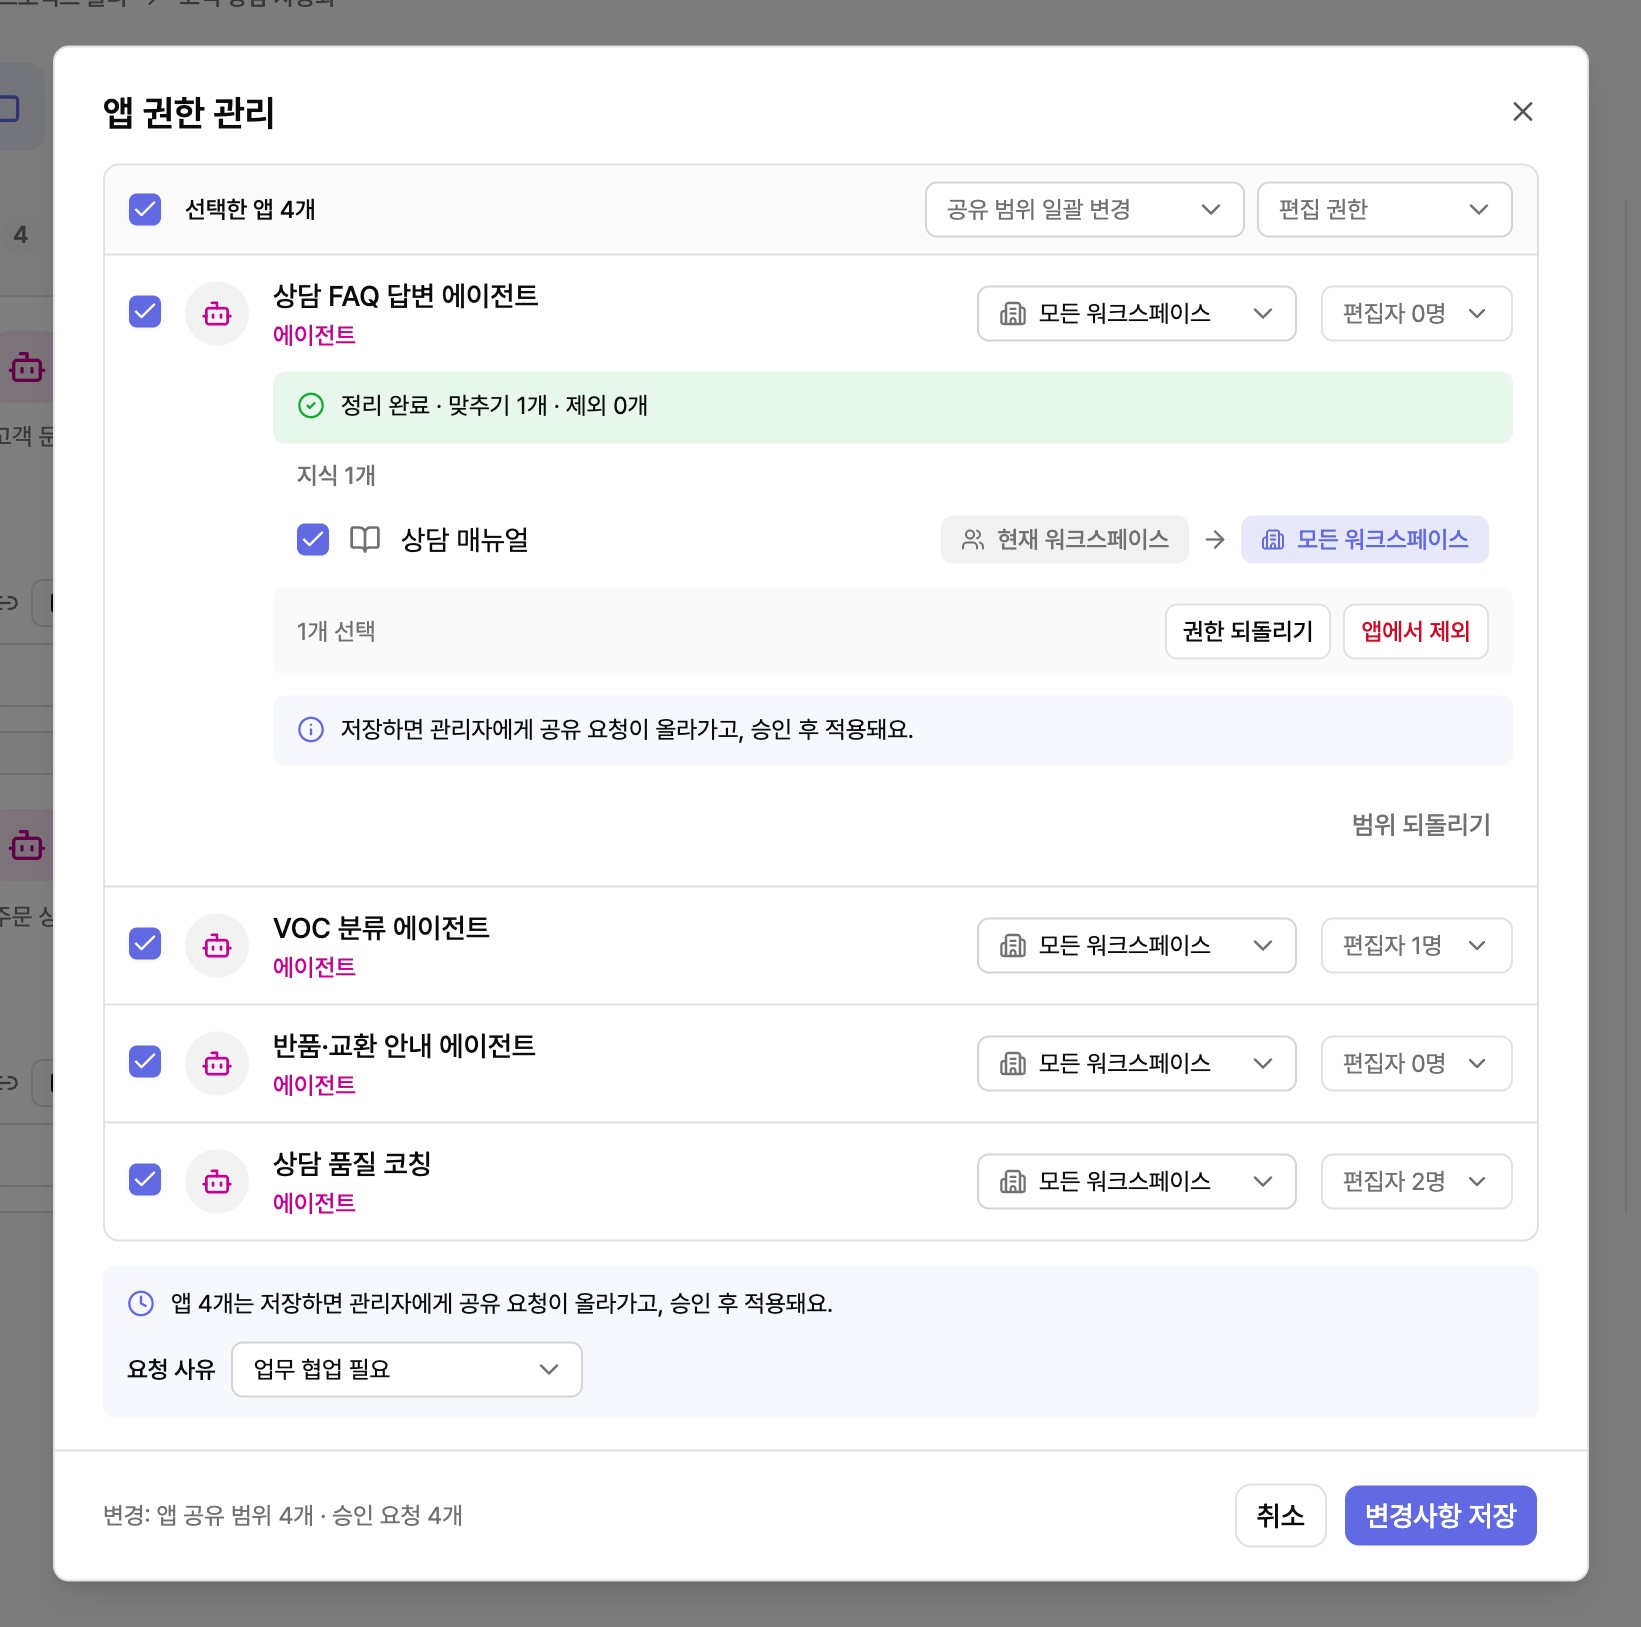 앱 권한 관리
선택한 앱 4개
공유 범위 일괄 변경
편집 권한
4
상담 FAQ 답변 에이전트
에이전트
모든 워크스페이스
편집자 0명
정리 완료 · 맞추기 1개 · 제외 0개
고객
지식 1개
상담 매뉴얼
현재 워크스페이스 → 모든 워크스페이스
1개 선택
권한 되돌리기
앱에서 제외
저장하면 관리자에게 공유 요청이 올라가고, 승인 후 적용돼요.
범위 되돌리기
VOC 분류 에이전트
에이전트
모든 워크스페이스
편집자 1명
반품·교환 안내 에이전트
에이전트
모든 워크스페이스
편집자 0명
상담 품질 코칭
에이전트
모든 워크스페이스
편집자 2명
앱 4개는 저장하면 관리자에게 공유 요청이 올라가고, 승인 후 적용돼요.
요청 사유
업무 협업 필요
변경: 앱 공유 범위 4개 · 승인 요청 4개
취소
변경사항 저장